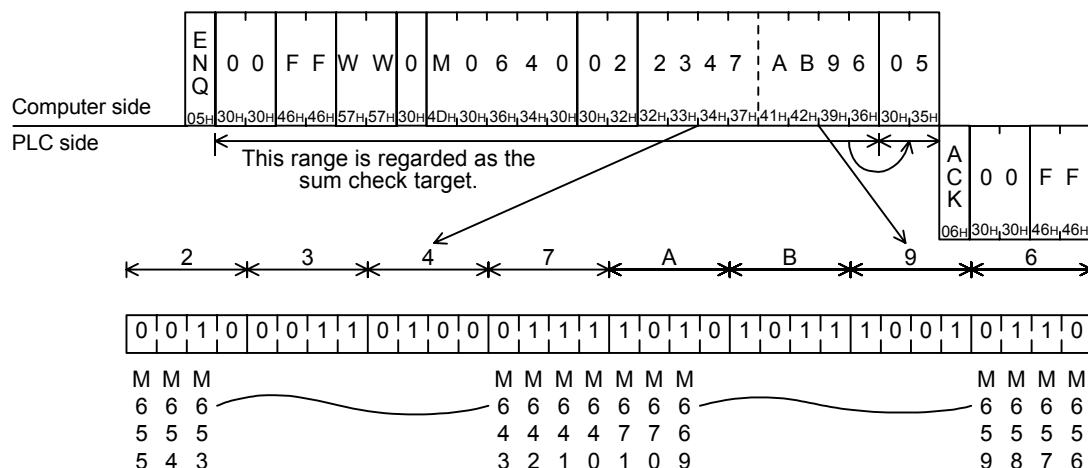 E N Q 0 0 F F W W 0 M 0 6 4 0 0 2 2 3 4 7 A B 9 6 0 5
Computer side
05H 30H 30H 46H 46H 57H 57H 30H 4DH 30H 36H 34H 30H 30H 32H 32H 33H 34H 37H 41H 42H 39H 36H 30H 35H
PLC side
This range is regarded as the
sum check target.
A C K 0 0 F F
06H 30H 30H 46H 46H
2 3 4 7 A B 9 6
0 0 1 0 0 0 1 1 0 1 0 0 0 1 1 1 1 0 1 0 1 0 1 1 1 0 0 1 0 1 1 0
M M M M M M M M M M M M M M
6 6 6 6 6 6 6 6 6 6 6 6 6 6
5 5 5 4 4 4 4 7 7 6 5 5 5 5
5 4 3 3 2 1 0 1 0 9 9 8 7 6